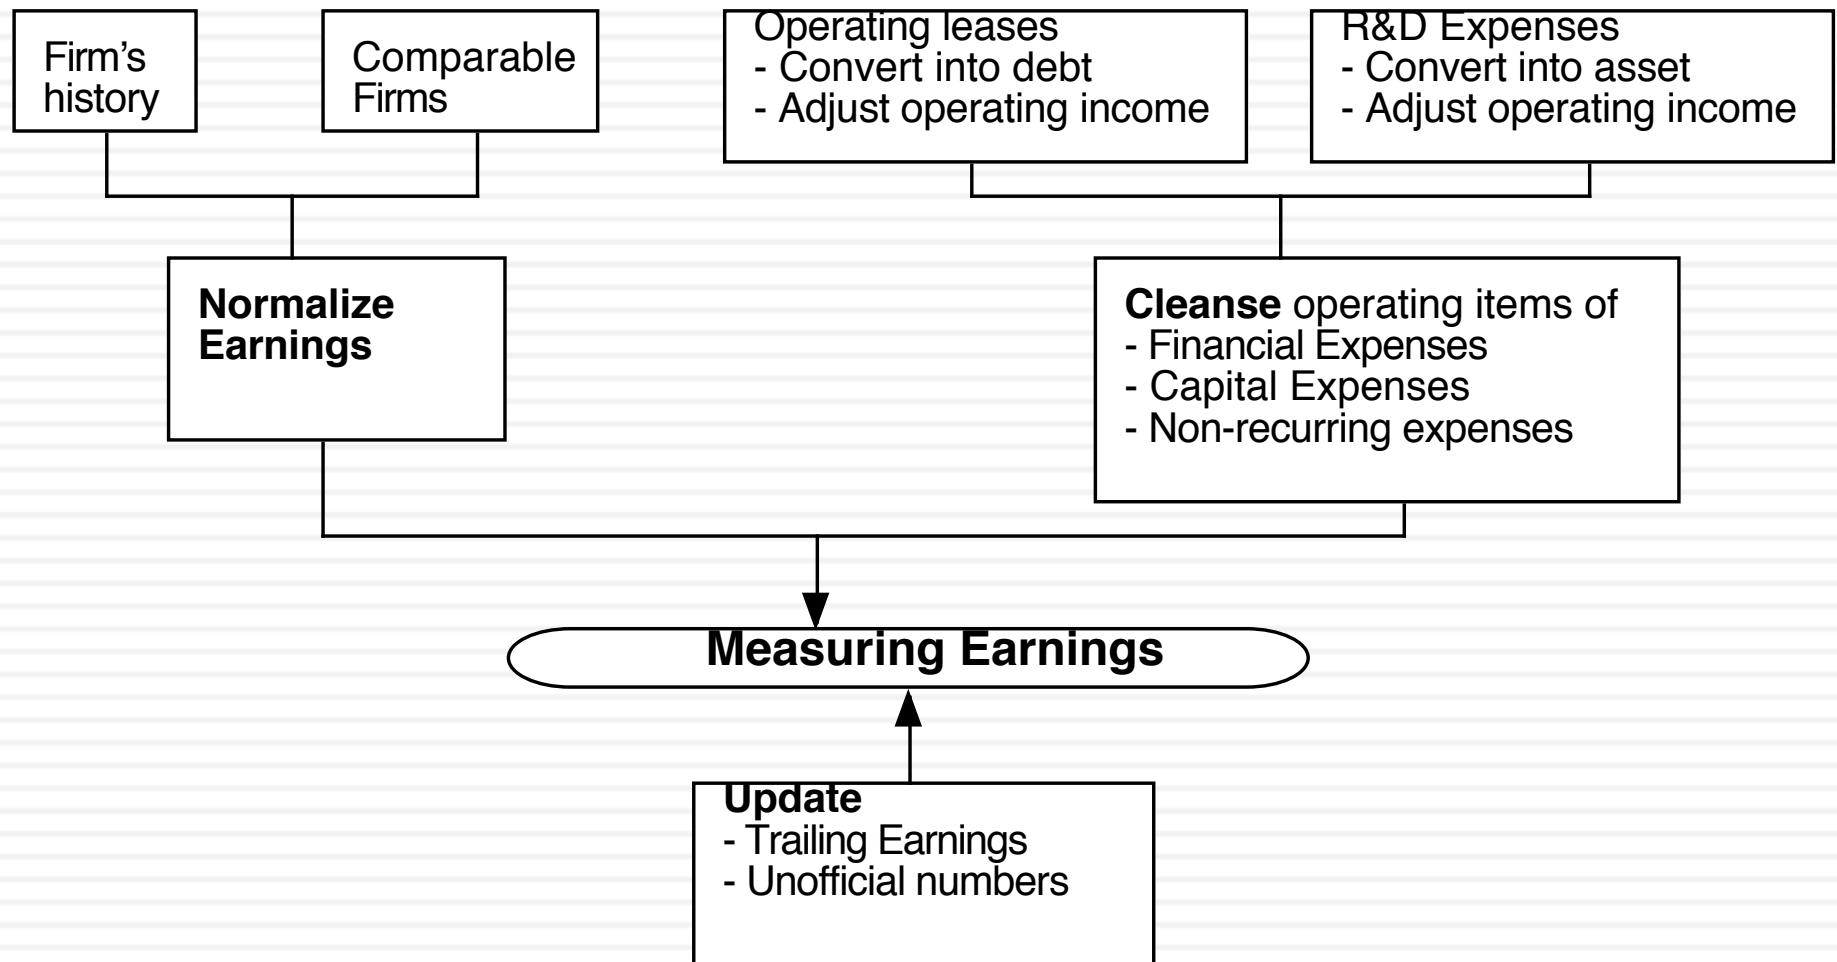 Firm’s
history
Comparable
Firms
Operating leases
- Convert into debt
- Adjust operating income
R&D Expenses
- Convert into asset
- Adjust operating income
Normalize
Earnings
Cleanse operating items of
- Financial Expenses
- Capital Expenses
- Non-recurring expenses
Measuring Earnings
Update
- Trailing Earnings
- Unofficial numbers